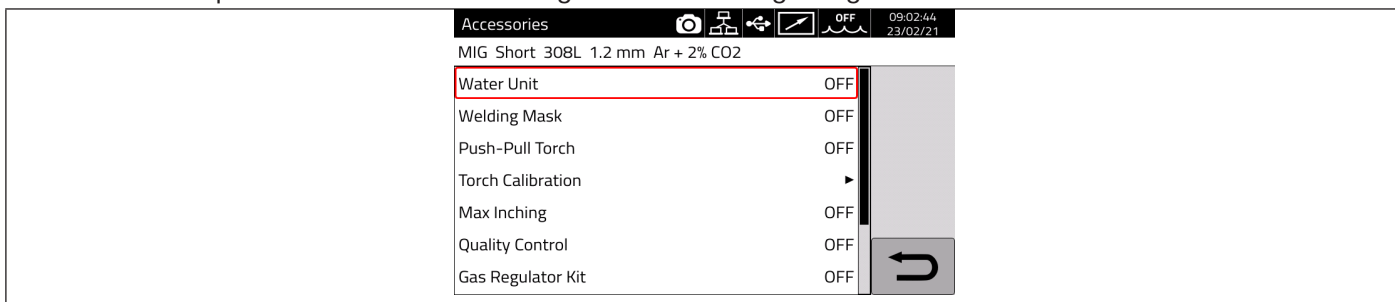 Accessories OFF 09:02:44
23/02/21
MIG Short 308L 1.2 mm Ar + 2% CO2
Water Unit OFF
Welding Mask OFF
Push-Pull Torch OFF
Torch Calibration ►
Max Inching OFF
Quality Control OFF
Gas Regulator Kit OFF